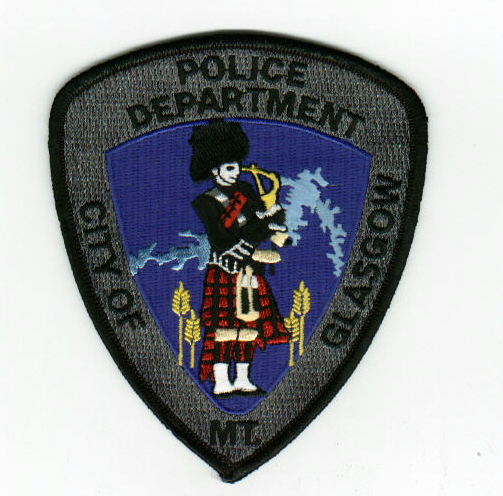 POLICE
DEPARTMENT
CITY OF
GLASGOW
MT.